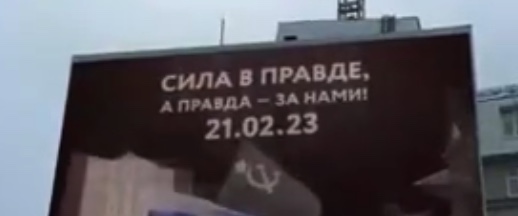 СИЛА В ПРАВДЕ,
А ПРАВДА – ЗА НАМИ!
21.02.23